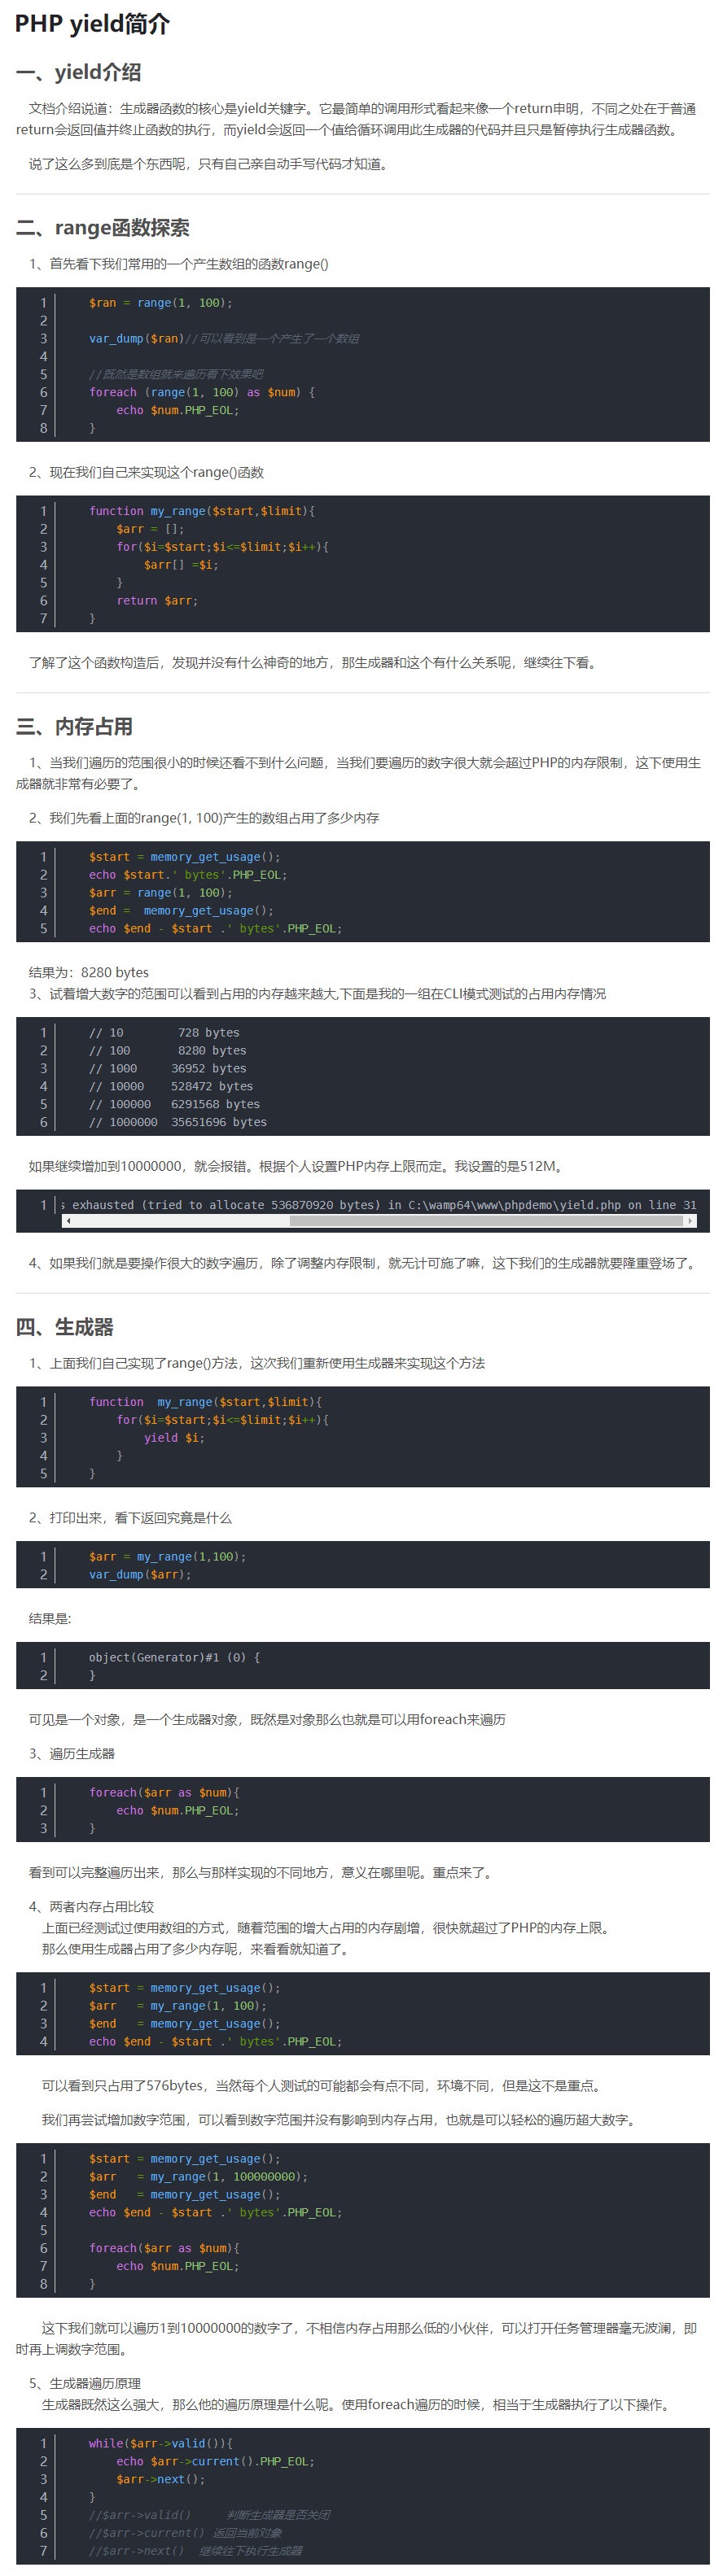 PHP yield简介
一、yield介绍
文档介绍说道：生成器函数的核心是yield关键字。它最简单的调用形式看起来像一个return申明，不同之处在于普通
return会返回值并终止函数的执行，而yield会返回一个值给循环调用此生成器的代码并且只是暂停执行生成器函数。
说了这么多到底是个东西呢，只有自己亲自动手写代码才知道。
二、range函数探索
1、首先看下我们常用的一个产生数组的函数range()
1 $ran = range(1, 100);
2
3 var_dump($ran)//可以看到是一个产生了一个数组
4
5 //既然是数组就来遍历看下效果吧
6 foreach (range(1, 100) as $num) {
7 echo $num.PHP_EOL;
8 }
2、现在我们自己来实现这个range()函数
1 function my_range($start,$limit){
2 $arr = [];
3 for($i=$start;$i<=$limit;$i++){
4 $arr[] =$i;
5 }
6 return $arr;
7 }
了解了这个函数构造后，发现并没有什么神奇的地方，那生成器和这个有什么关系呢，继续往下看。
三、内存占用
1、当我们遍历的范围很小的时候还看不到什么问题，当我们要遍历的数字很大就会超过PHP的内存限制，这下使用生
成器就非常有必要了。
2、我们先看上面的range(1, 100)产生的数组占用了多少内存
1 $start = memory_get_usage();
2 echo $start.' bytes'.PHP_EOL;
3 $arr = range(1, 100);
4 $end =  memory_get_usage();
5 echo $end - $start .' bytes'.PHP_EOL;
结果为：8280 bytes
3、试着增大数字的范围可以看到占用的内存越来越大,下面是我的一组在CLI模式测试的占用内存情况
1 // 10 728 bytes
2 // 100 8280 bytes
3 // 1000 36952 bytes
4 // 10000 528472 bytes
5 // 100000 6291568 bytes
6 // 1000000 35651696 bytes
如果继续增加到10000000，就会报错。根据个人设置PHP内存上限而定。我设置的是512M。
1 s exhausted (tried to allocate 536870920 bytes) in C:\wamp64\www\phpdemo\yield.php on line 31
4、如果我们就是要操作很大的数字遍历，除了调整内存限制，就无计可施了嘛，这下我们的生成器就要隆重登场了。
四、生成器
1、上面我们自己实现了range()方法，这次我们重新使用生成器来实现这个方法
1 function  my_range($start,$limit){
2 for($i=$start;$i<=$limit;$i++){
3 yield $i;
4 }
5 }
2、打印出来，看下返回究竟是什么
1 $arr = my_range(1,100);
2 var_dump($arr);
结果是:
1 object(Generator)#1 (0) {
2 }
可见是一个对象，是一个生成器对象，既然是对象那么也就是可以用foreach来遍历
3、遍历生成器
1 foreach($arr as $num){
2 echo $num.PHP_EOL;
3 }
看到可以完整遍历出来，那么与那样实现的不同地方，意义在哪里呢。重点来了。
4、两者内存占用比较
上面已经测试过使用数组的方式，随着范围的增大占用的内存剧增，很快就超过了PHP的内存上限。
那么使用生成器占用了多少内存呢，来看看就知道了。
1 $start = memory_get_usage();
2 $arr   = my_range(1, 100);
3 $end   = memory_get_usage();
4 echo $end - $start .' bytes'.PHP_EOL;
可以看到只占用了576bytes，当然每个人测试的可能都会有点不同，环境不同，但是这不是重点。
我们再尝试增加数字范围，可以看到数字范围并没有影响到内存占用，也就是可以轻松的遍历超大数字。
1 $start = memory_get_usage();
2 $arr   = my_range(1, 100000000);
3 $end   = memory_get_usage();
4 echo $end - $start .' bytes'.PHP_EOL;
5
6 foreach($arr as $num){
7 echo $num.PHP_EOL;
8 }
这下我们就可以遍历1到10000000的数字了，不相信内存占用那么低的小伙伴，可以打开任务管理器毫无波澜，即
时再上调数字范围。
5、生成器遍历原理
生成器既然这么强大，那么他的遍历原理是什么呢。使用foreach遍历的时候，相当于生成器执行了以下操作。
1 while($arr->valid()){
2 echo $arr->current().PHP_EOL;
3 $arr->next();
4 }
5 //$arr->valid() 判断生成器是否关闭
6 //$arr->current() 返回当前对象
7 //$arr->next() 继续往下执行生成器